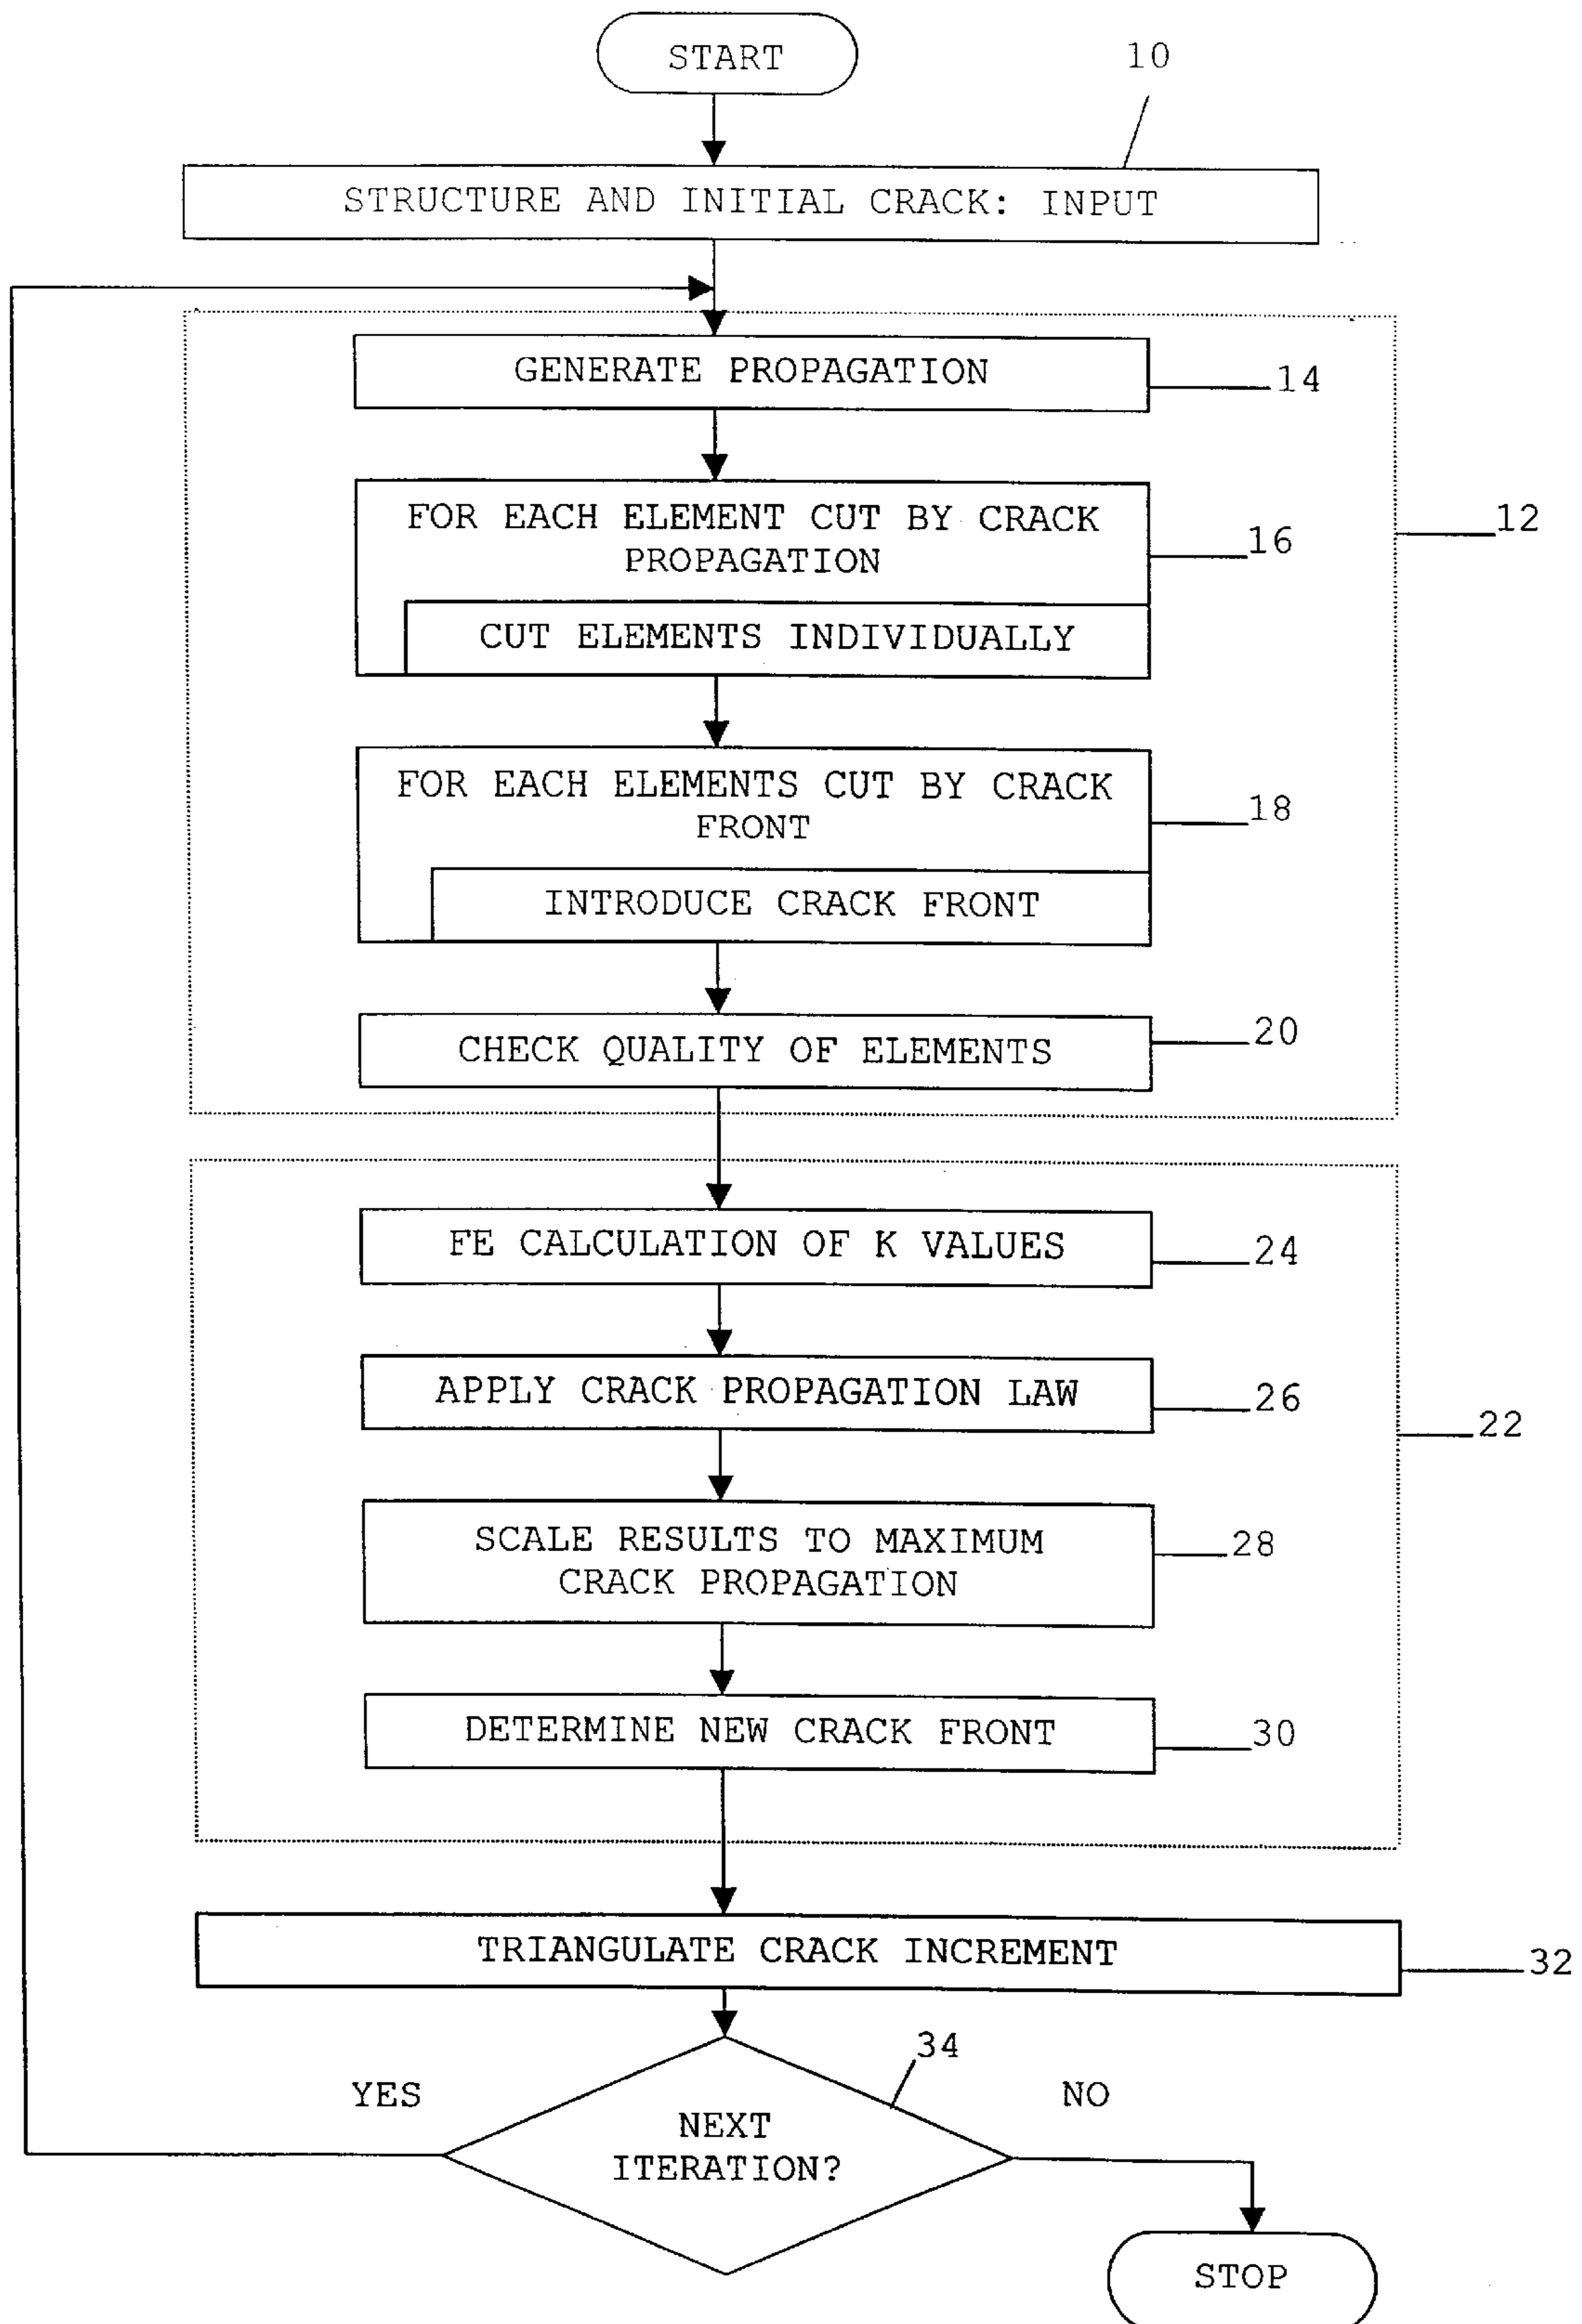 START
10
STRUCTURE AND INITIAL CRACK: INPUT
GENERATE PROPAGATION
14
FOR EACH ELEMENT CUT BY CRACK
PROPAGATION
16
12
CUT ELEMENTS INDIVIDUALLY
FOR EACH ELEMENTS CUT BY CRACK
FRONT
18
INTRODUCE CRACK FRONT
CHECK QUALITY OF ELEMENTS
20
FE CALCULATION OF K VALUES
24
APPLY CRACK PROPAGATION LAW
26
22
SCALE RESULTS TO MAXIMUM
CRACK PROPAGATION
28
DETERMINE NEW CRACK FRONT
30
TRIANGULATE CRACK INCREMENT
32
34
YES
NO
NEXT
ITERATION?
STOP